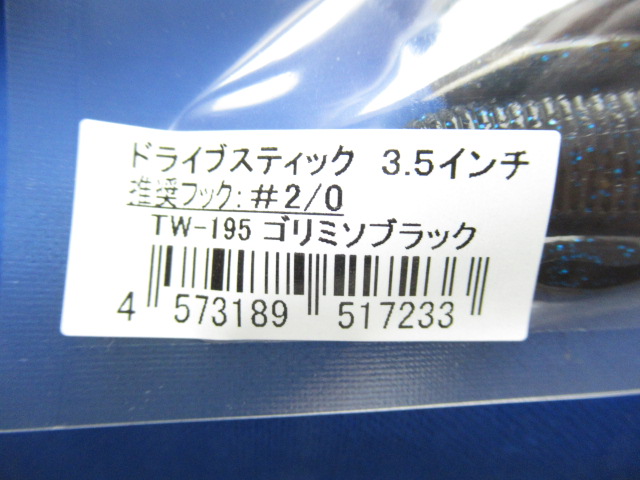 ドライブスティック 3.5インチ
推奨フック:#2/0
TW-195 ゴリミソブラック
4 573189 517233